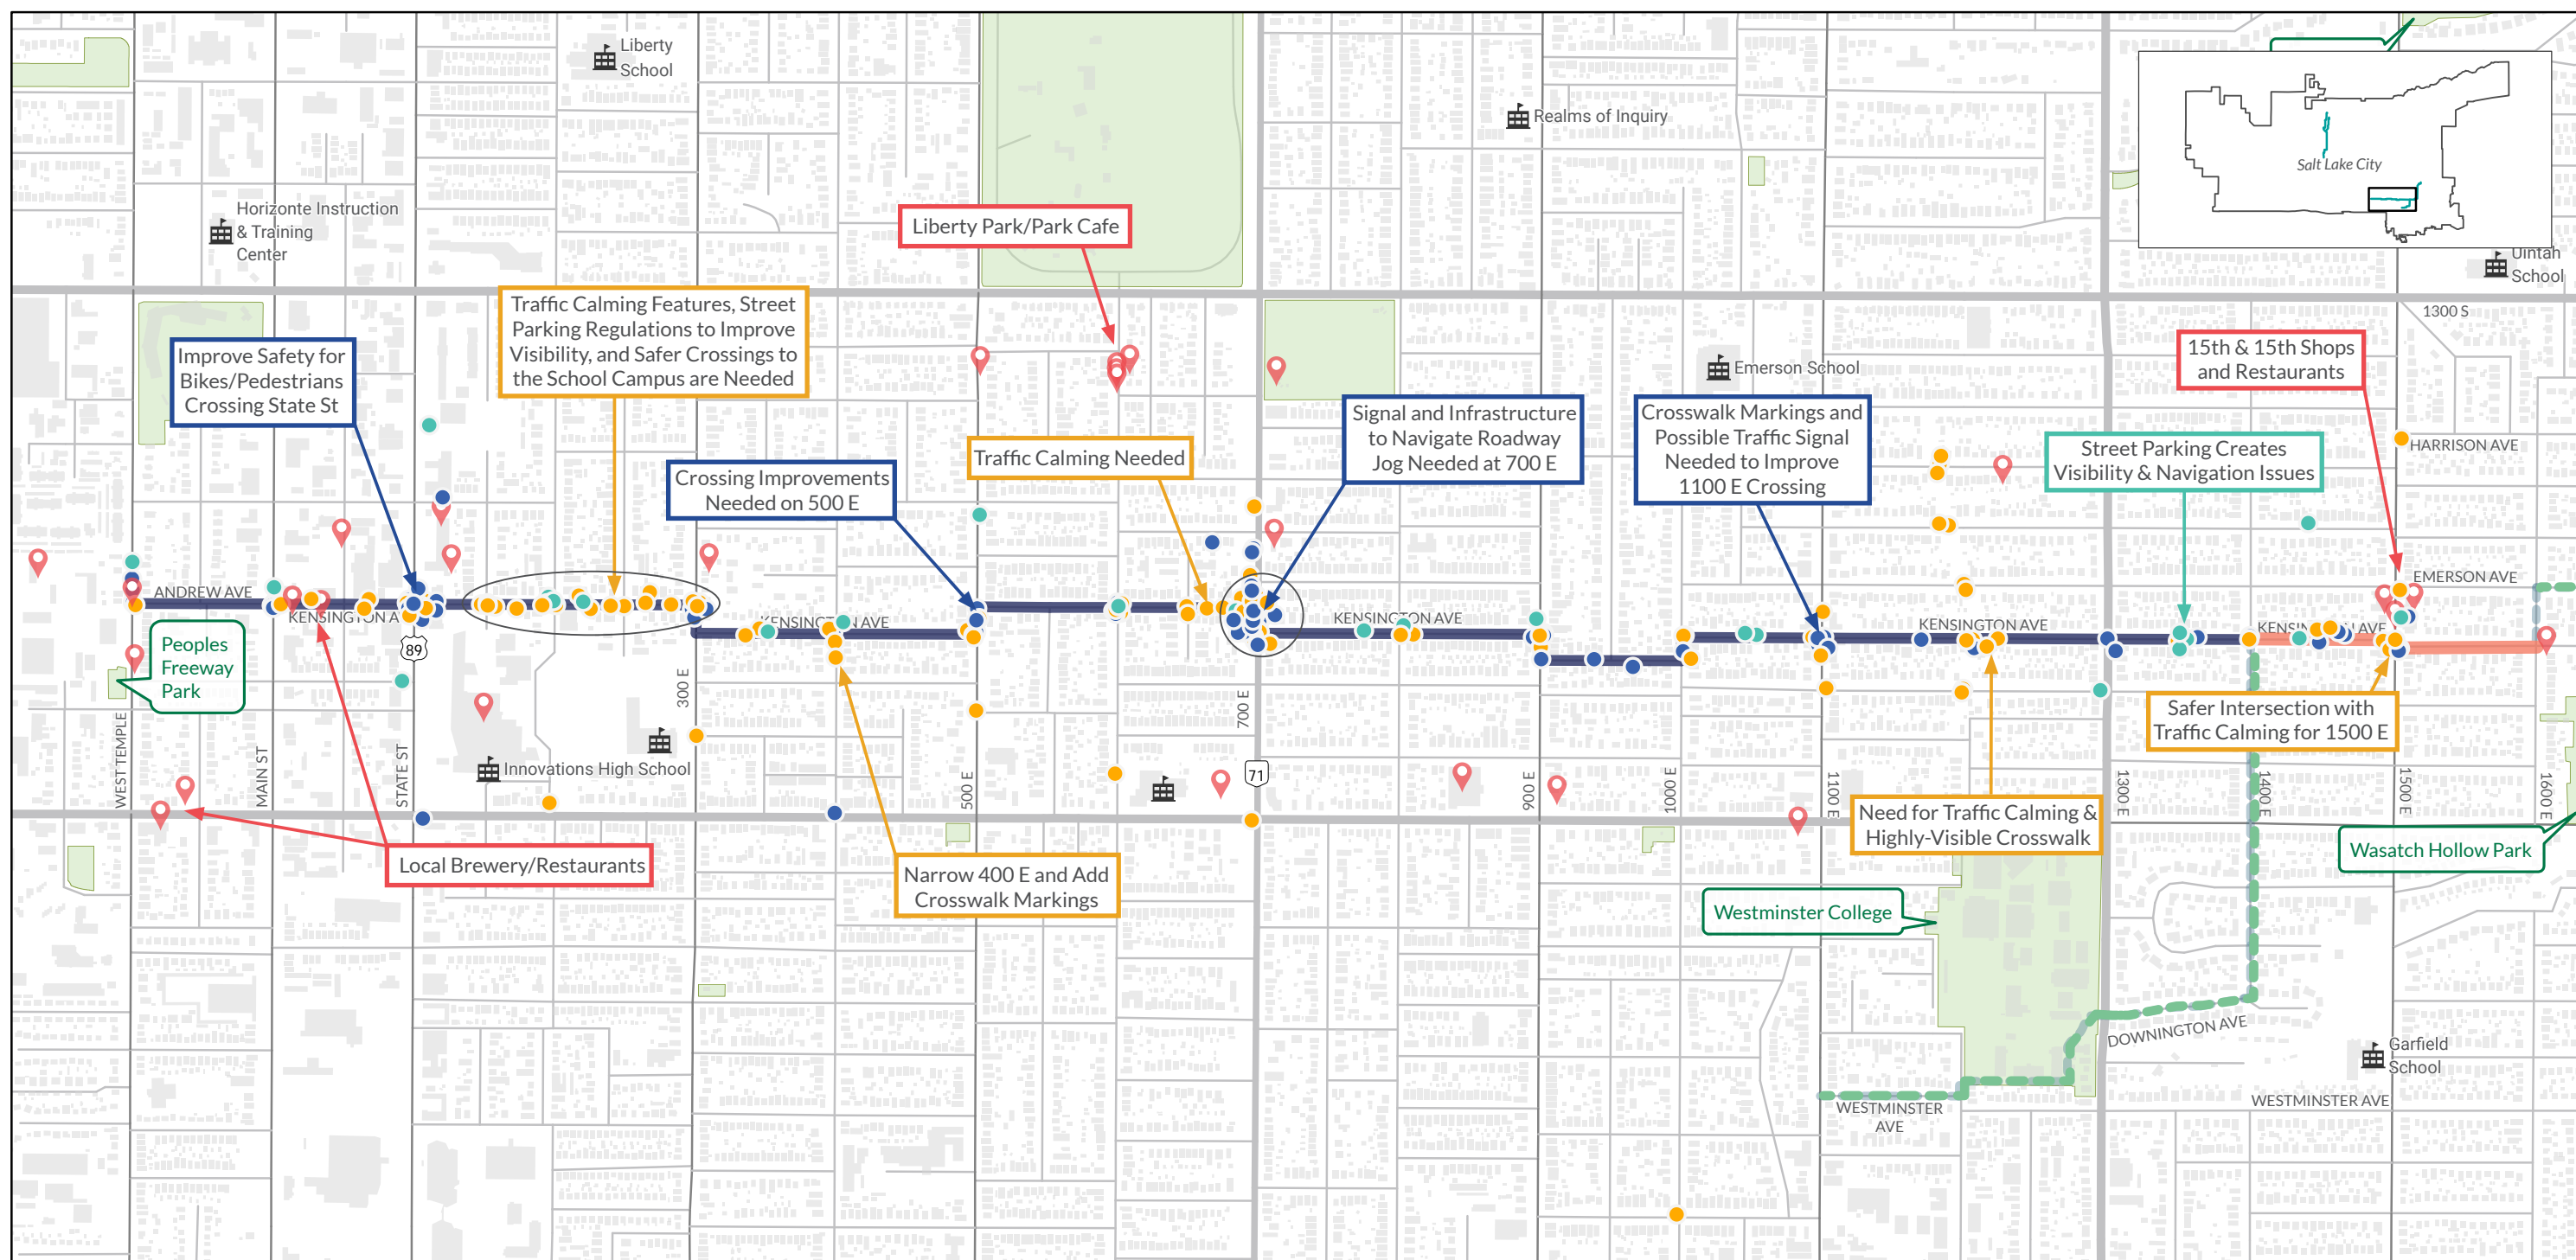 Liberty
School
Realms of Inquiry
Salt Lake City
Uintah
School
Horizonte Instruction
& Training
Center
Liberty Park/Park Cafe
1300 S
Traffic Calming Features, Street
Parking Regulations to Improve
Visibility, and Safer Crossings to
the School Campus are Needed
Improve Safety for
Bikes/Pedestrians
Crossing State St
15th & 15th Shops
and Restaurants
Emerson School
Signal and Infrastructure
to Navigate Roadway
Jog Needed at 700 E
Crosswalk Markings and
Possible Traffic Signal
Needed to Improve
1100 E Crossing
Street Parking Creates
Visibility & Navigation Issues
HARRISON AVE
Traffic Calming Needed
Crossing Improvements
Needed on 500 E
EMERSON AVE
ANDREW AVE
KENSINGTON A
KENSINGTON AVE
KENSINGTON AVE
KENSINGTON AVE
KENSIN AVE
89
Peoples
Freeway
Park
300 E
700 E
Safer Intersection with
Traffic Calming for 1500 E
WEST TEMPLE
MAIN ST
STATE ST
Innovations High School
500 E
71
900 E
1000 E
1100 E
1300 E
1400 E
1500 E
1600 E
Need for Traffic Calming &
Highly-Visible Crosswalk
Wasatch Hollow Park
Local Brewery/Restaurants
Narrow 400 E and Add
Crosswalk Markings
Westminster College
DOWNINGTON AVE
Garfield
School
WESTMINSTER
AVE
WESTMINSTER AVE